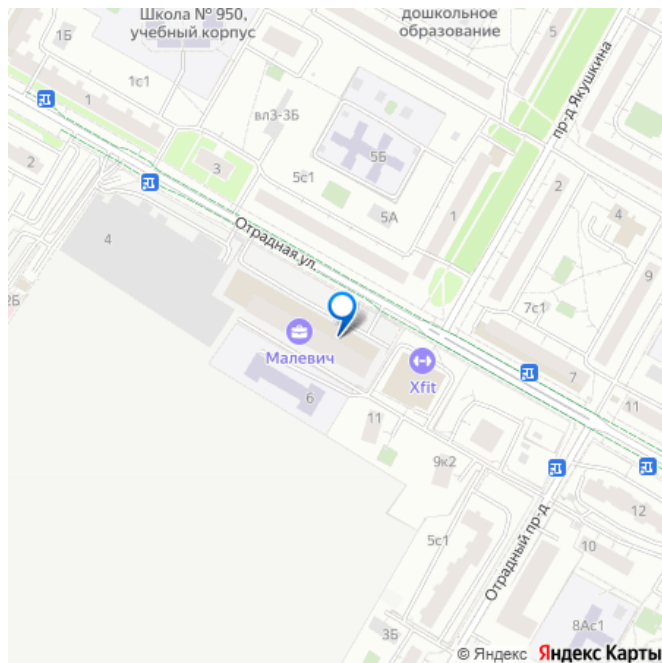 Школа № 950,
учебный корпус
дошкольное
образование
1Б
5
1с1
пр-д Якушкина
1
вл3-3Б
2
3
5Б
5с1
2
5А
1
4
4
Отрадная ул.
9
2Б
7с1
Малевич
Xfit
7
6
11
11
9к2
12
5с1
Отрадный пр-д
10
8Ас1
3Б
© Яндекс Яндекс Карты